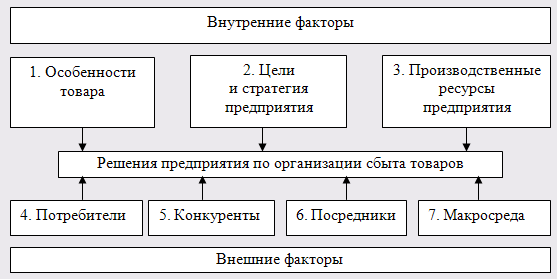 Внутренние факторы
1. Особенности
товара
2. Цели
и стратегия
предприятия
3. Производственные
ресурсы
предприятия
Решения предприятия по организации сбыта товаров
4. Потребители
5. Конкуренты
6. Посредники
7. Макросреда
Внешние факторы